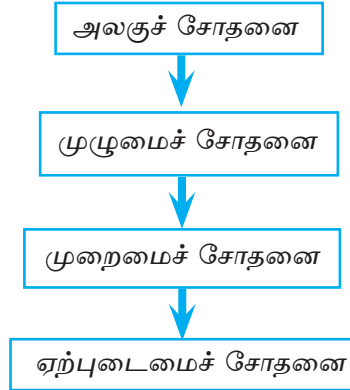 அலகுச் சோதனை
முழுமைச் சோதனை
முறைமைச் சோதனை
ஏற்புடைமைச் சோதனை